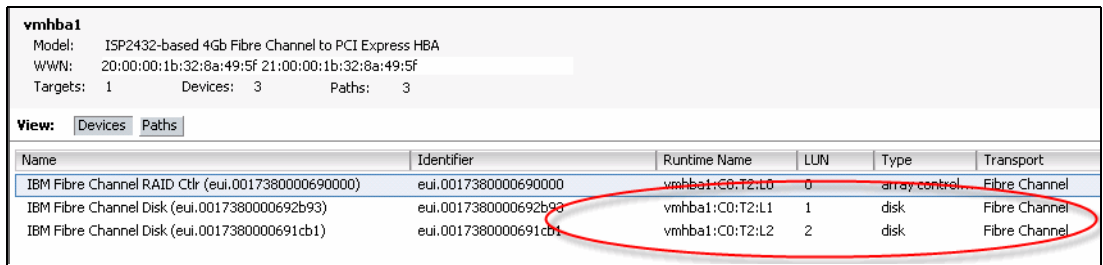 vmhba1
Model: ISP2432-based 4Gb Fibre Channel to PCI Express HBA
WWN: 20:00:00:1b:32:8a:49:5f 21:00:00:1b:32:8a:49:5f
Targets: 1 Devices: 3 Paths: 3
View: Devices Paths
Name Identifier Runtime Name LUN Type Transport
IBM Fibre Channel RAID Ctlr (eui.0017380000690000) eui.0017380000690000 vmhba1:C0:T2:L0 0 array control... Fibre Channel
IBM Fibre Channel Disk (eui.0017380000692b93) eui.0017380000692b93 vmhba1:C0:T2:L1 1 disk Fibre Channel
IBM Fibre Channel Disk (eui.0017380000691cb1) eui.0017380000691cb1 vmhba1:C0:T2:L2 2 disk Fibre Channel